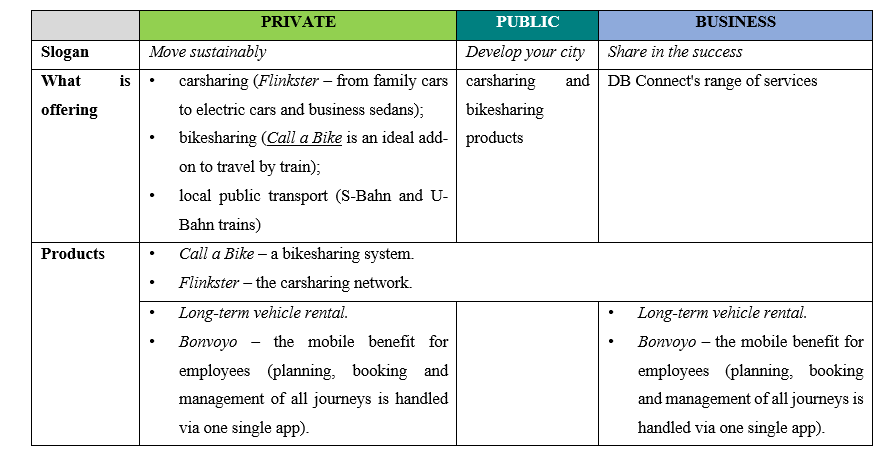 PRIVATE PUBLIC BUSINESS
Slogan Move sustainably Develop your city Share in the success
What is offering
• carsharing (Flinkster – from family cars
to electric cars and business sedans);
• bikesharing (Call a Bike is an ideal add-
on to travel by train);
• local public transport (S-Bahn and U-
Bahn trains)
carsharing and
bikesharing
products
DB Connect's range of services
Products
• Call a Bike – a bikesharing system.
• Flinkster – the carsharing network.
• Long-term vehicle rental.
• Bonvoyo – the mobile benefit for
employees (planning, booking and
management of all journeys is handled
via one single app).
• Long-term vehicle rental.
• Bonvoyo – the mobile benefit for
employees (planning, booking
and management of all journeys is
handled via one single app).